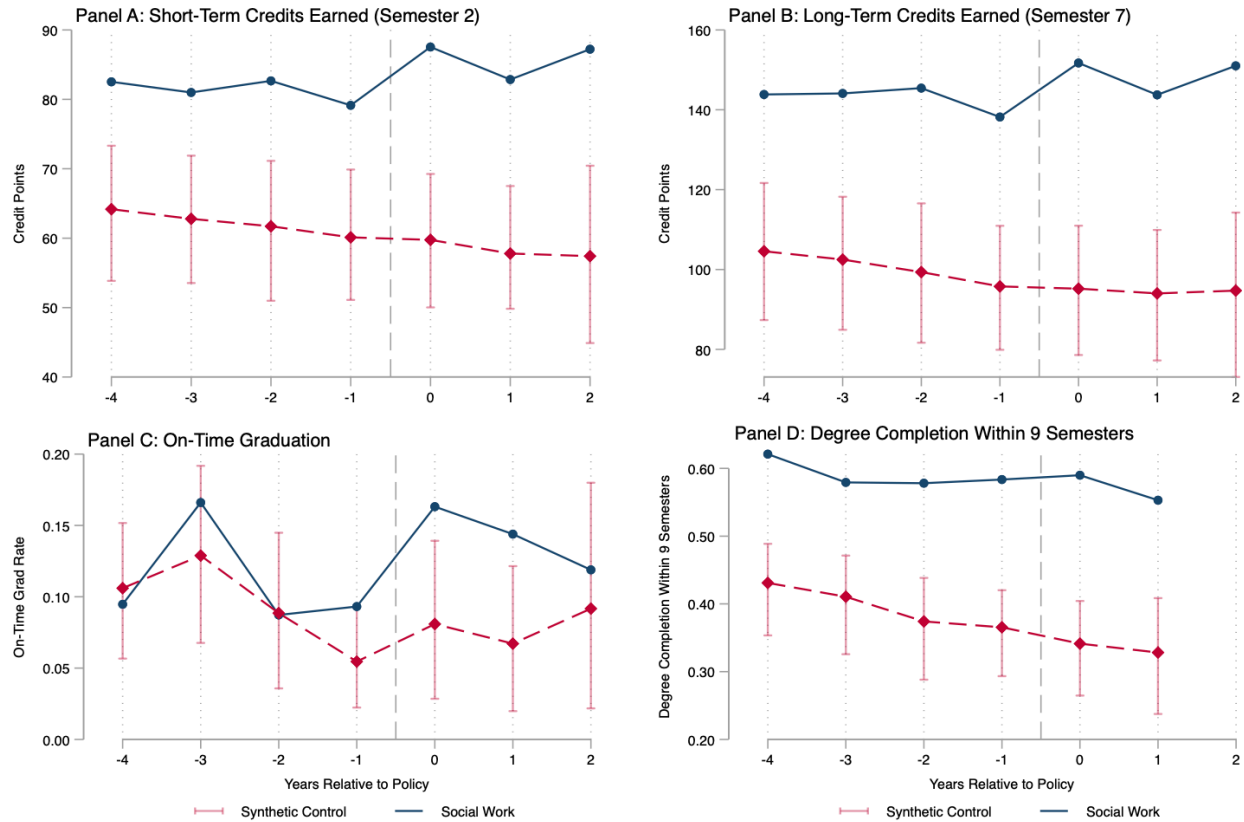 Panel A: Short-Term Credits Earned (Semester 2)
90
80
70
60
50
40
Credit Points
-4 -3 -2 -1 0 1 2
Panel B: Long-Term Credits Earned (Semester 7)
160
140
120
100
80
Credit Points
-4 -3 -2 -1 0 1 2
Panel C: On-Time Graduation
0.20
0.15
0.10
0.05
0.00
On-Time Grad Rate
-4 -3 -2 -1 0 1 2
Years Relative to Policy
Synthetic Control Social Work
Panel D: Degree Completion Within 9 Semesters
0.60
0.50
0.40
0.30
0.20
Degree Completion Within 9 Semesters
-4 -3 -2 -1 0 1 2
Years Relative to Policy
Synthetic Control Social Work